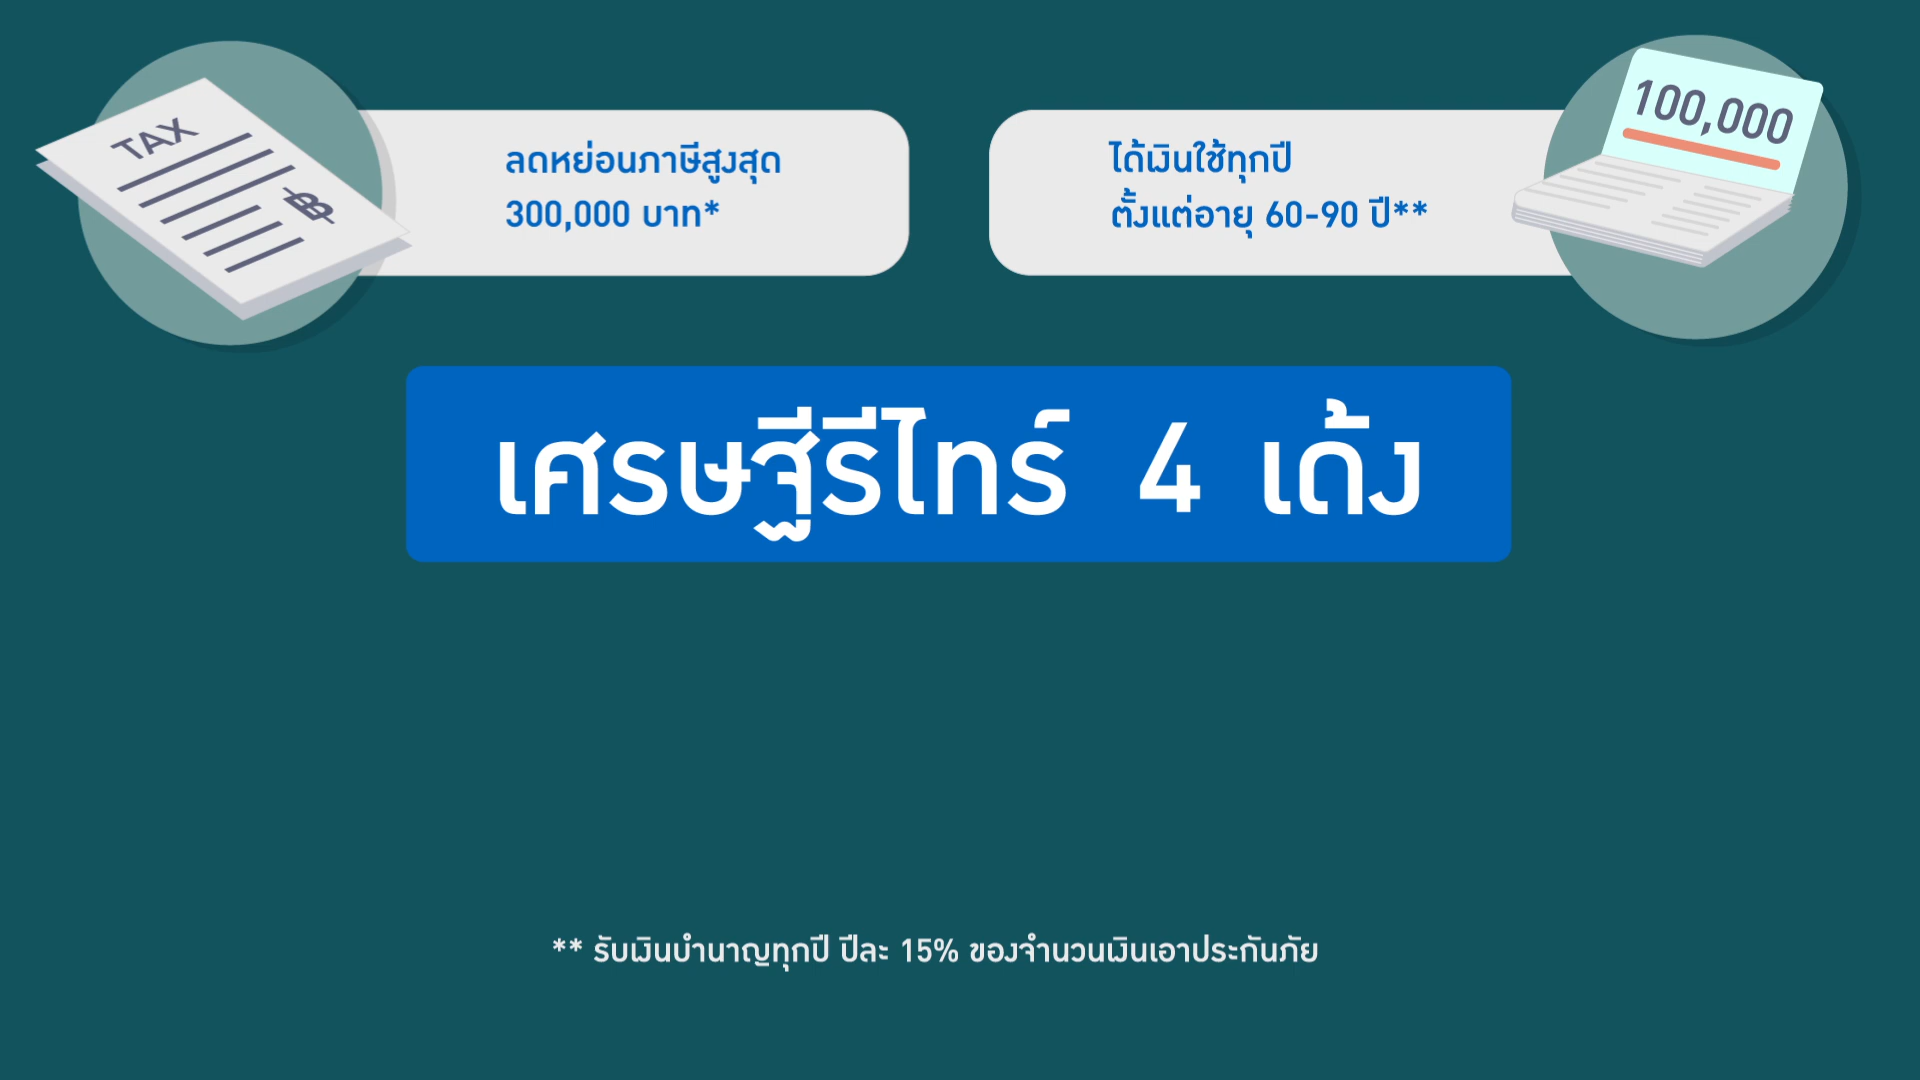 TAX
฿
ลดหย่อนภาษีสูงสุด
300,000 บาท*
ได้เงินใช้ทุกปี
ตั้งแต่อายุ 60-90 ปี**
100,000
เศรษฐีรีไทร์ 4 เด้ง
** รับเงินบำนาญทุกปี ปีละ 15% ของจำนวนเงินเอาประกันภัย